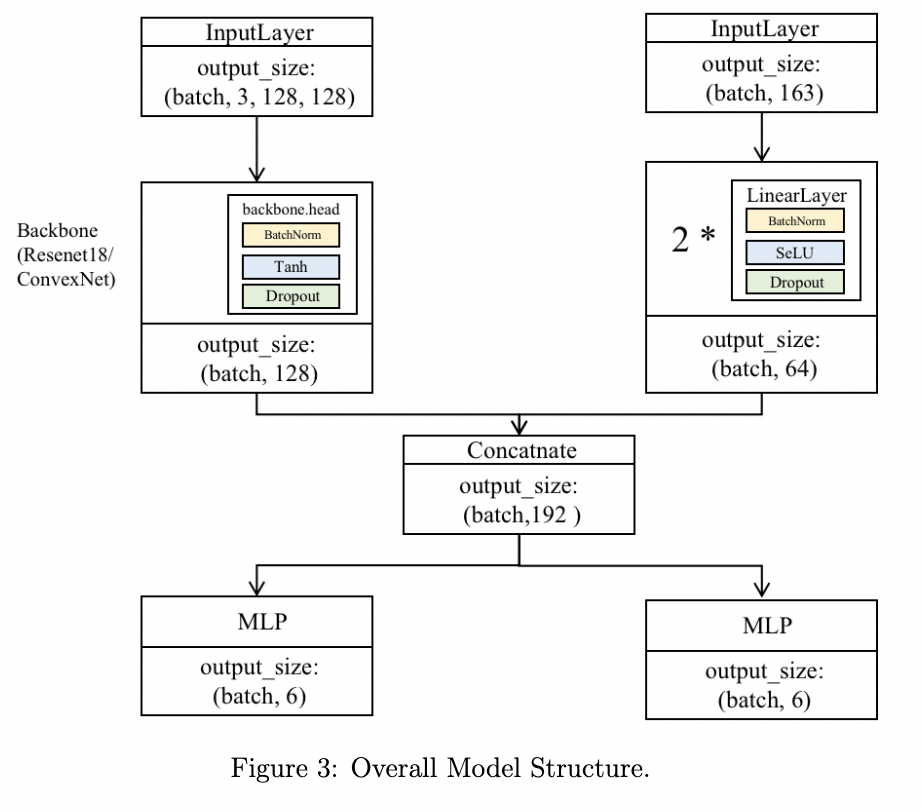 InputLayer
output_size:
(batch, 3, 128, 128)
InputLayer
output_size:
(batch, 163)
Backbone
(Resenet18/
ConvexNet)
backbone.head
BatchNorm
Tanh
Dropout
output_size:
(batch, 128)
2 *
LinearLayer
BatchNorm
SeLU
Dropout
output_size:
(batch, 64)
Concatnate
output_size:
(batch,192 )
MLP
output_size:
(batch, 6)
MLP
output_size:
(batch, 6)
Figure 3: Overall Model Structure.